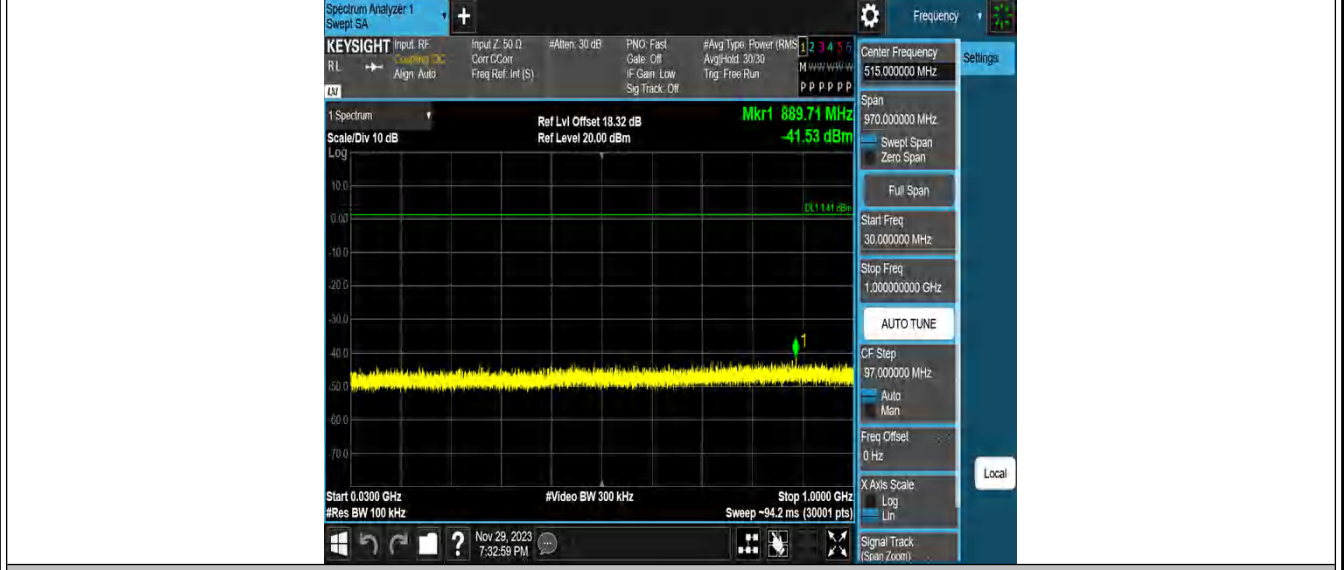 Spectrum Analyzer 1
Swept SA
+
Frequency
KEYSIGHT
RL
LXI
Input: RF
Coupling: DC
Align: Auto
Input Z: 50 Ω
Corr CCorr
Freq Ref: Int (S)
#Atten: 30 dB
PNO: Fast
Gate: Off
IF Gain: Low
Sig Track: Off
#Avg Type: Power (RMS
Avg|Hold: 30/30
Trig: Free Run
1 2 3 4 5 6
M W W W W W
P P P P P P
Center Frequency
515.000000 MHz
Settings
1 Spectrum
Scale/Div 10 dB
Log
Ref Lvl Offset 18.32 dB
Ref Level 20.00 dBm
Mkr1 889.71 MHz
-41.53 dBm
10.0
0.00
-10.0
-20.0
-30.0
-40.0
-50.0
-60.0
-70.0
DL1 1.41 dBm
1
Span
970.000000 MHz
Swept Span
Zero Span
Full Span
Start Freq
30.000000 MHz
Stop Freq
1.000000000 GHz
AUTO TUNE
CF Step
97.000000 MHz
Auto
Man
Freq Offset
0 Hz
X Axis Scale
Log
Lin
Signal Track
(Span Zoom)
Local
Start 0.0300 GHz
#Res BW 100 kHz
#Video BW 300 kHz
Stop 1.0000 GHz
Sweep ~94.2 ms (30001 pts)
?
Nov 29, 2023
7:32:59 PM